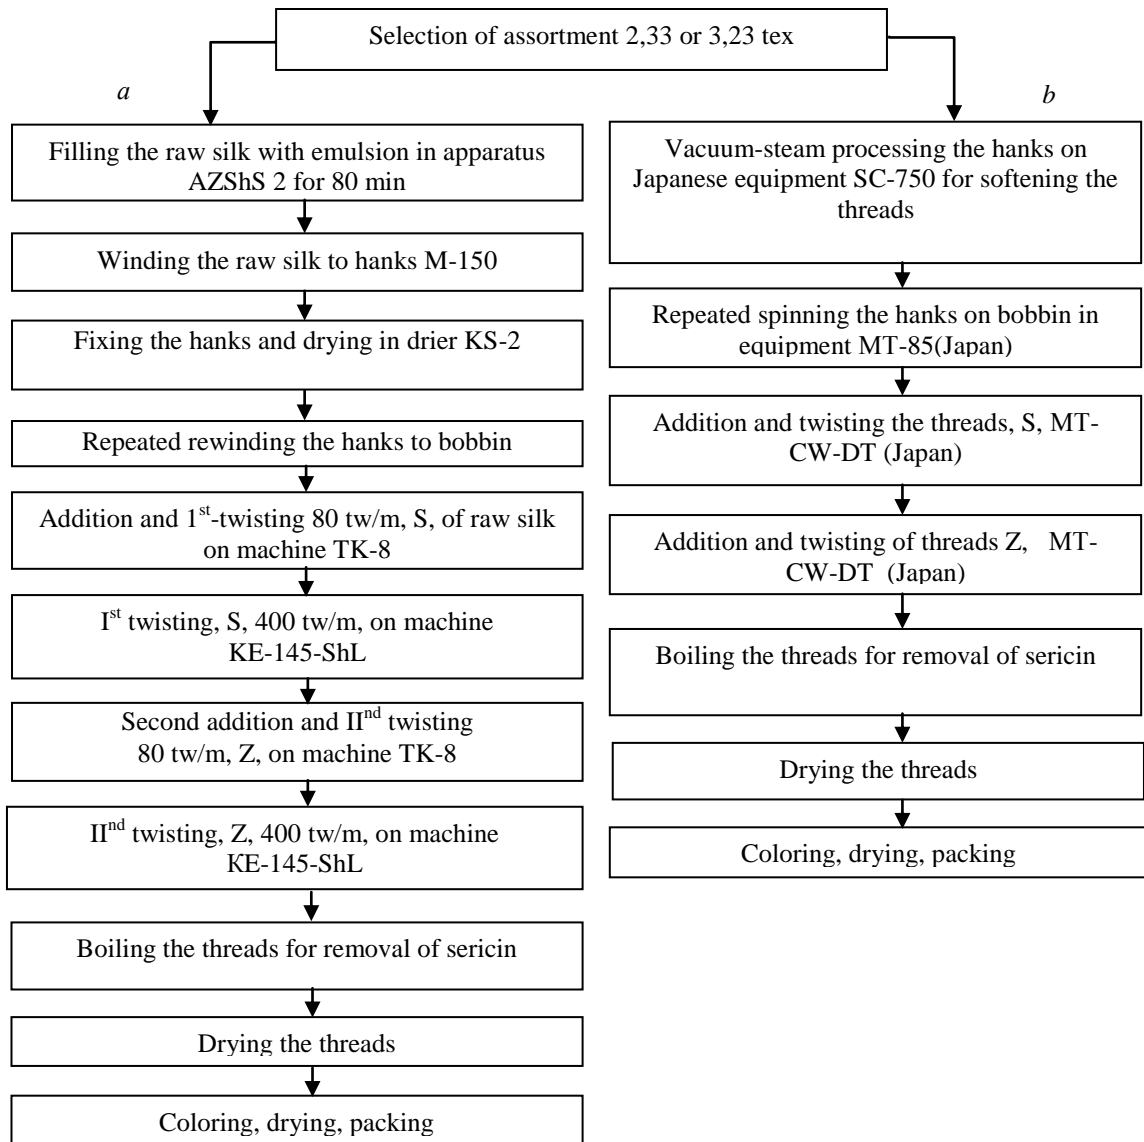 Selection of assortment 2,33 or 3,23 tex
a
Filling the raw silk with emulsion in apparatus
AZShS 2 for 80 min
Winding the raw silk to hanks M-150
Fixing the hanks and drying in drier KS-2
Repeated rewinding the hanks to bobbin
Addition and 1st-twisting 80 tw/m, S, of raw silk
on machine TK-8
Ist twisting, S, 400 tw/m, on machine
KE-145-ShL
Second addition and IInd twisting
80 tw/m, Z, on machine TK-8
IInd twisting, Z, 400 tw/m, on machine
KE-145-ShL
Boiling the threads for removal of sericin
Drying the threads
Coloring, drying, packing
b
Vacuum-steam processing the hanks on
Japanese equipment SC-750 for softening the
threads
Repeated spinning the hanks on bobbin in
equipment MT-85(Japan)
Addition and twisting the threads, S, MT-
CW-DT (Japan)
Addition and twisting of threads Z, MT-
CW-DT (Japan)
Boiling the threads for removal of sericin
Drying the threads
Coloring, drying, packing